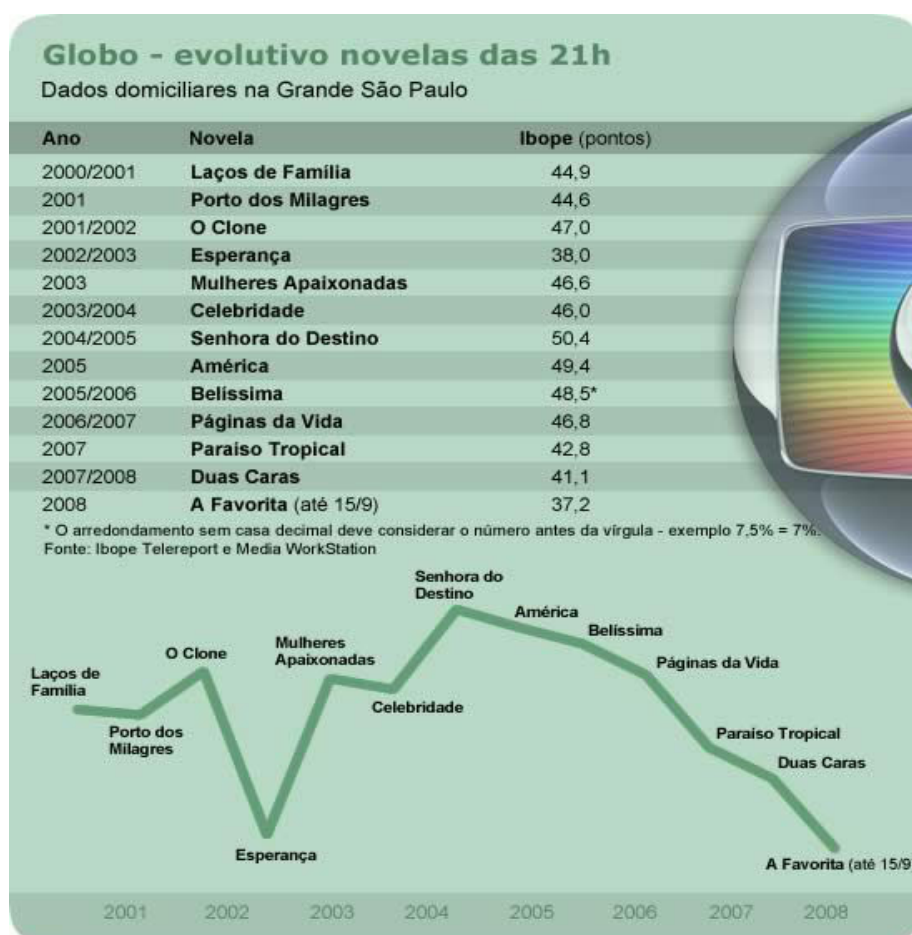 Globo - evolutivo novelas das 21h
Dados domiciliares na Grande São Paulo
Ano Novela Ibope (pontos)
2000/2001 Laços de Família 44,9
2001 Porto dos Milagres 44,6
2001/2002 O Clone 47,0
2002/2003 Esperança 38,0
2003 Mulheres Apaixonadas 46,6
2003/2004 Celebridade 46,0
2004/2005 Senhora do Destino 50,4
2005 América 49,4
2005/2006 Belíssima 48,5*
2006/2007 Páginas da Vida 46,8
2007 Paraiso Tropical 42,8
2007/2008 Duas Caras 41,1
2008 A Favorita (até 15/9) 37,2
* O arredondamento sem casa decimal deve considerar o número antes da vírgula - exemplo 7,5% = 7%.
Fonte: Ibope Telereport e Media WorkStation
Laços de
Família
Porto dos
Milagres
O Clone
Esperança
Mulheres
Apaixonadas
Celebridade
Senhora do
Destino
América
Belíssima
Páginas da Vida
Paraiso Tropical
Duas Caras
A Favorita (até 15/9
2001 2002 2003 2004 2005 2006 2007 2008